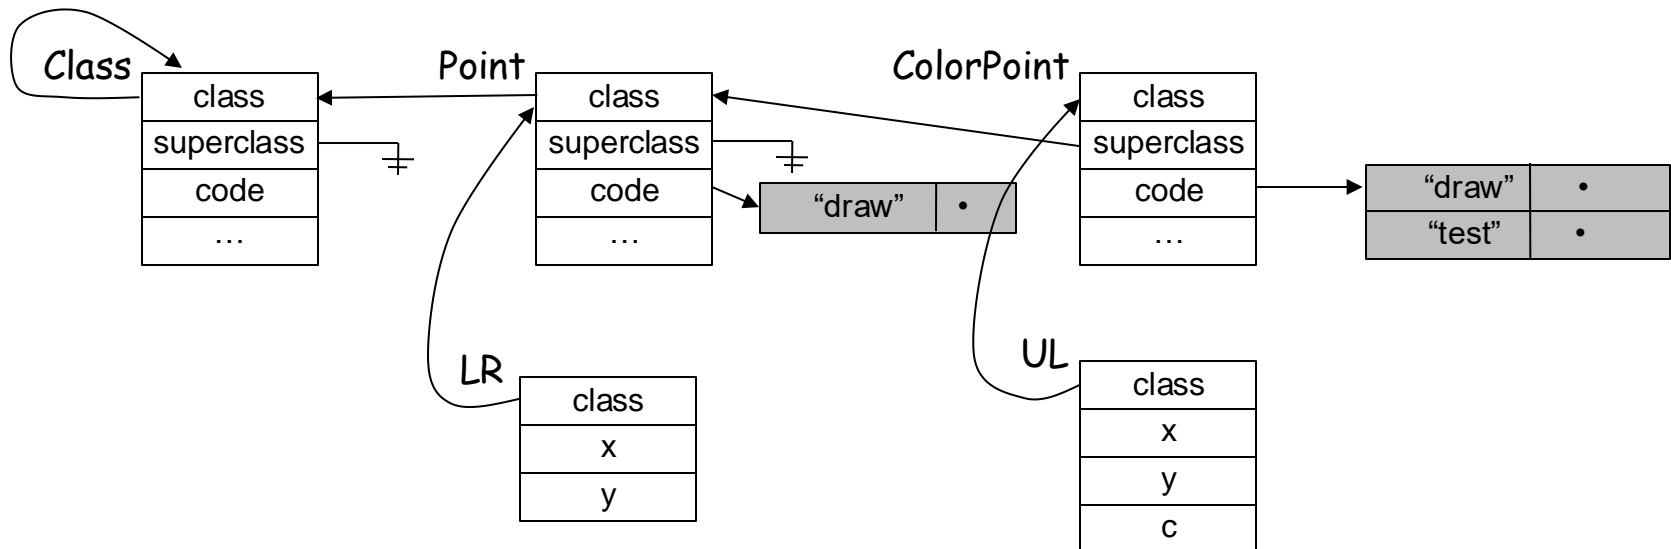 Class
class
superclass
code
...
Point
class
superclass
code
...
“draw” •
ColorPoint
class
superclass
code
...
“draw” •
“test” •
LR
class
x
y
UL
class
x
y
c